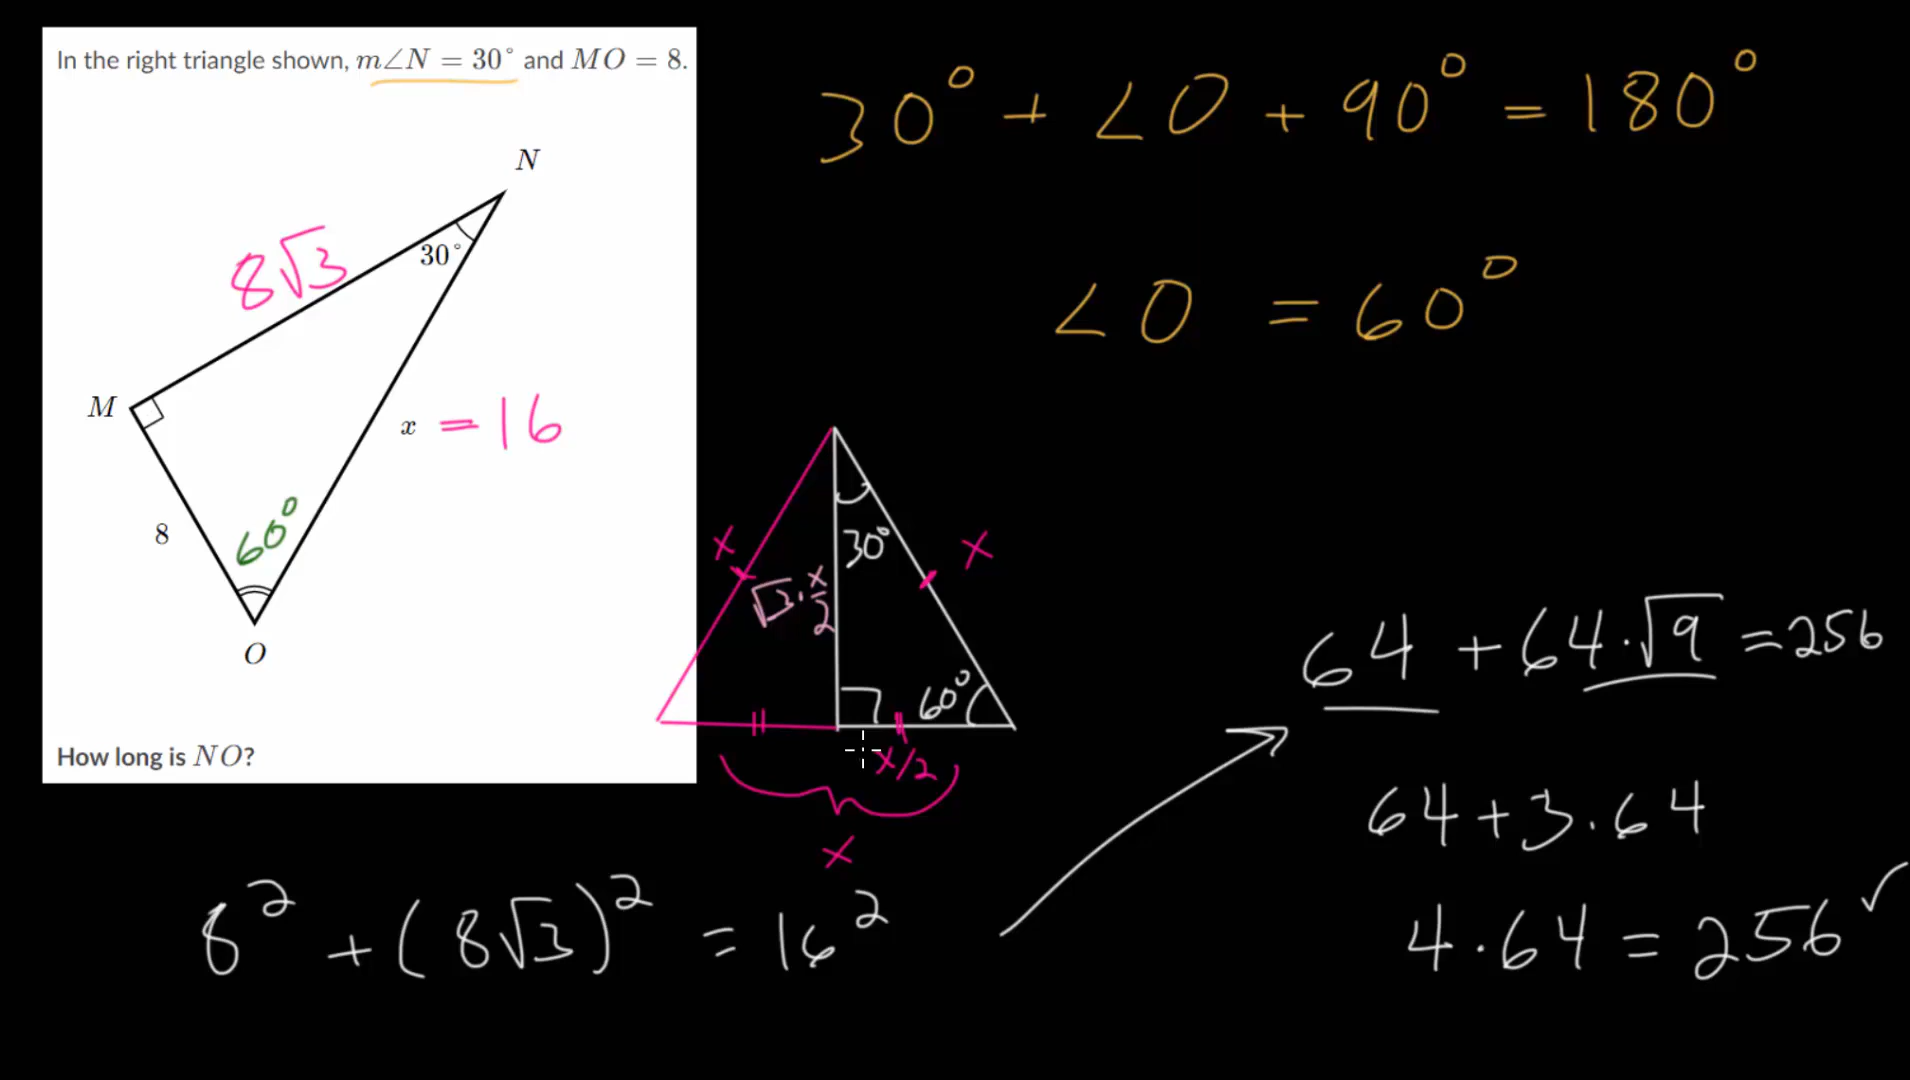 In the right triangle shown, m∠N = 30° and MO = 8.
N
30°
8√3
M
x = 16
8
60°
O
How long is NO?
30° + ∠O + 90° = 180°
∠O = 60°
x
x
30°
√3 · x/2
60°
x/2
x
8² + (8√3)² = 16²
64 + 64 · √9 = 256
64 + 3 · 64
4 · 64 = 256 ✓